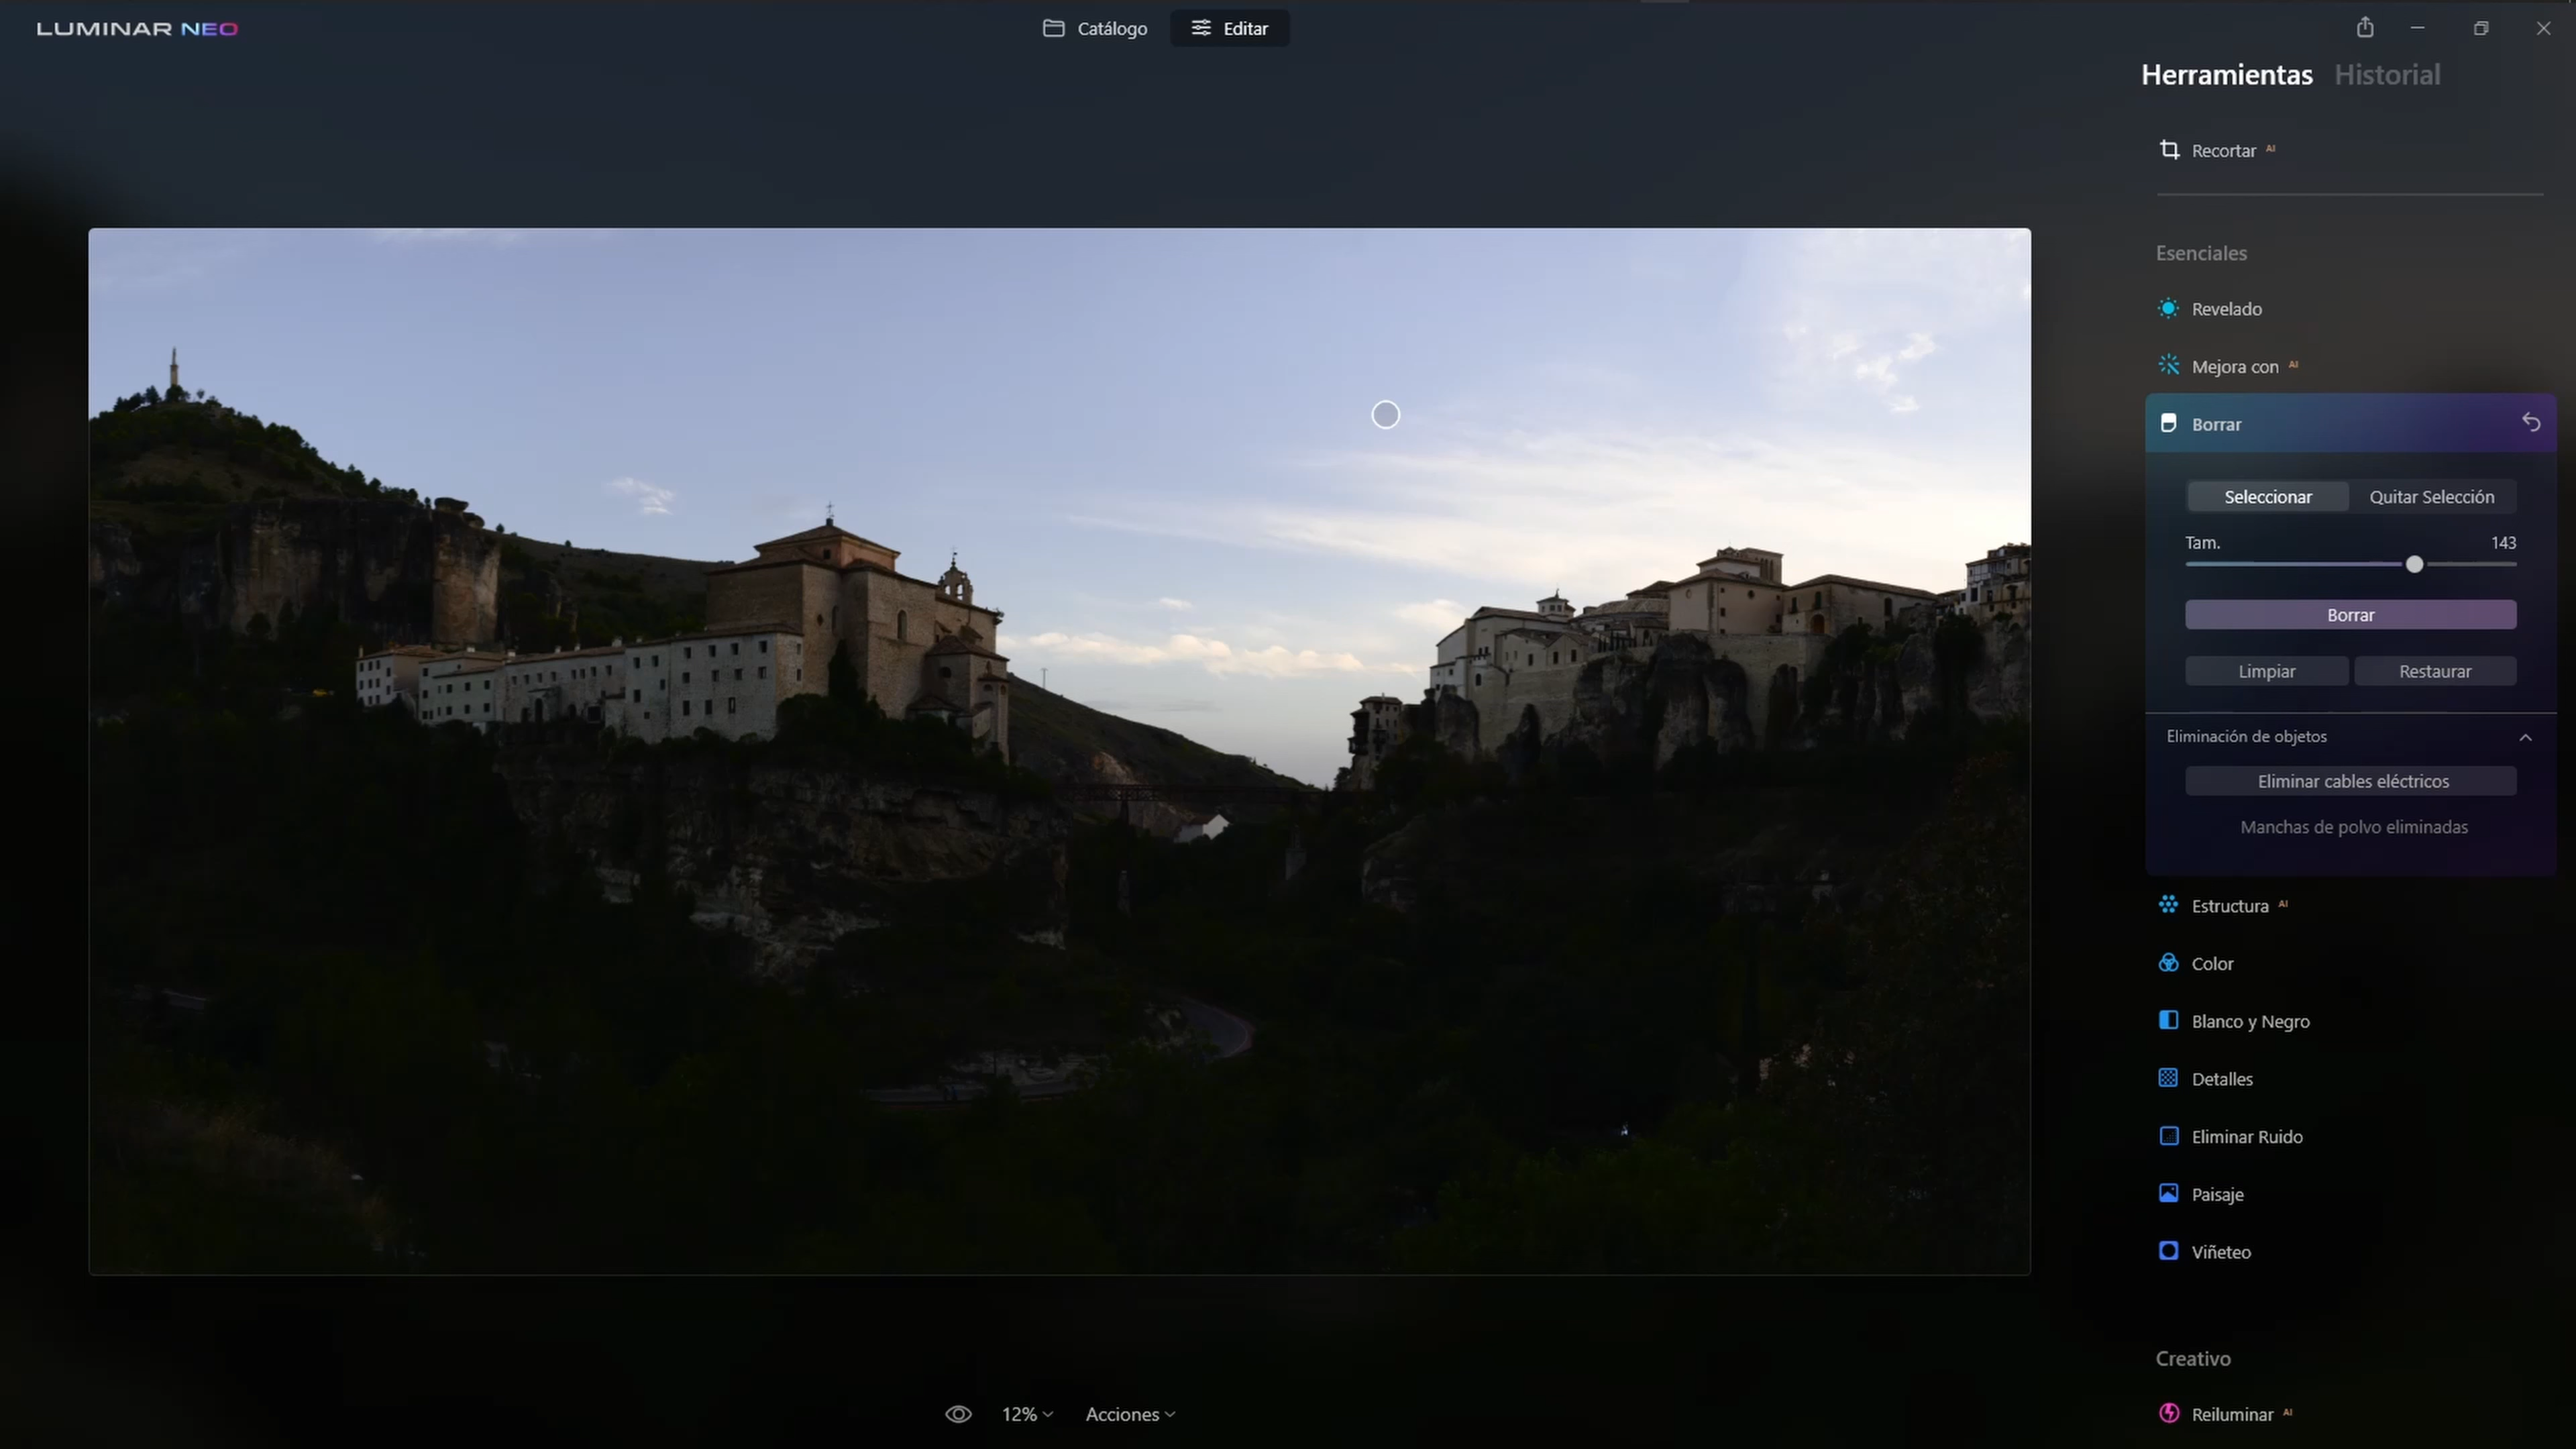 LUMINAR NEO
Catálogo
Editar
Herramientas Historial
Recortar AI
Esenciales
Revelado
Mejora con AI
Borrar
Seleccionar Quitar Selección
Tam. 143
Borrar
Limpiar Restaurar
Eliminación de objetos
Eliminar cables eléctricos
Manchas de polvo eliminadas
Estructura AI
Color
Blanco y Negro
Detalles
Eliminar Ruido
Paisaje
Viñeteo
Creativo
Reiluminar AI
12% Acciones